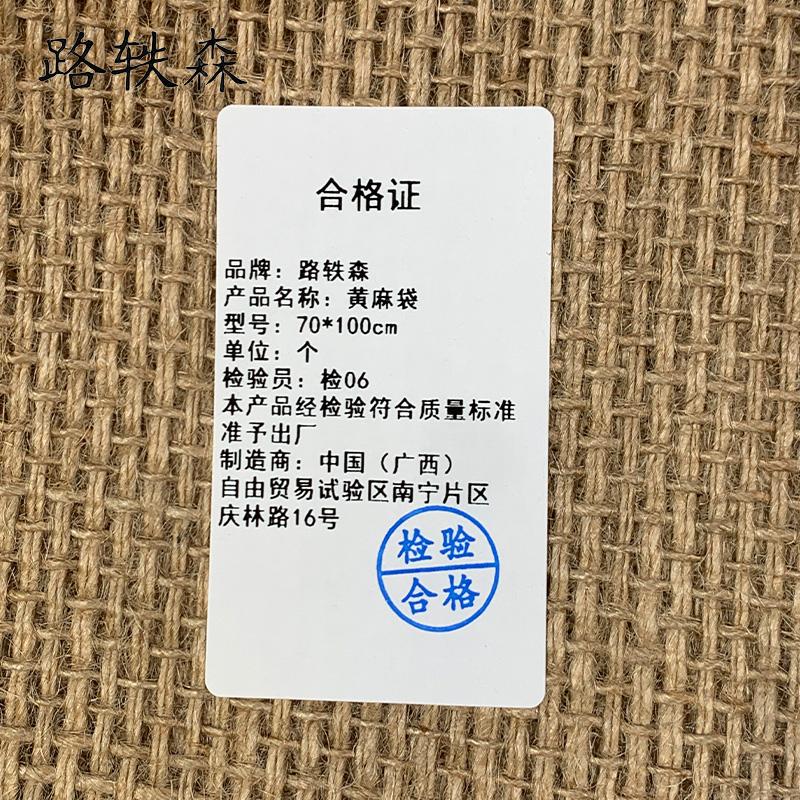 路轶森
合格证
品牌：路轶森
产品名称：黄麻袋
型号：70*100cm
单位：个
检验员：检06
本产品经检验符合质量标准
准予出厂
制造商：中国（广西）
自由贸易试验区南宁片区
庆林路16号
检验
合格